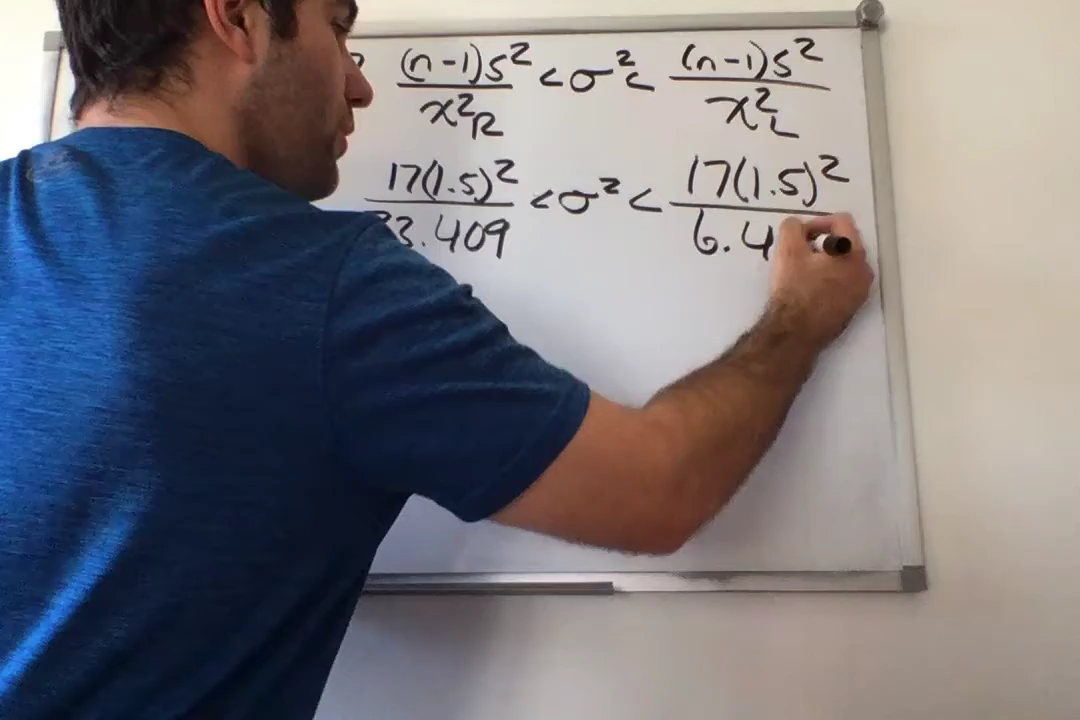 (n-1)s² < σ² < (n-1)s²
x²R x²L
17(1.5)² < σ² < 17(1.5)²
3.409 6.4